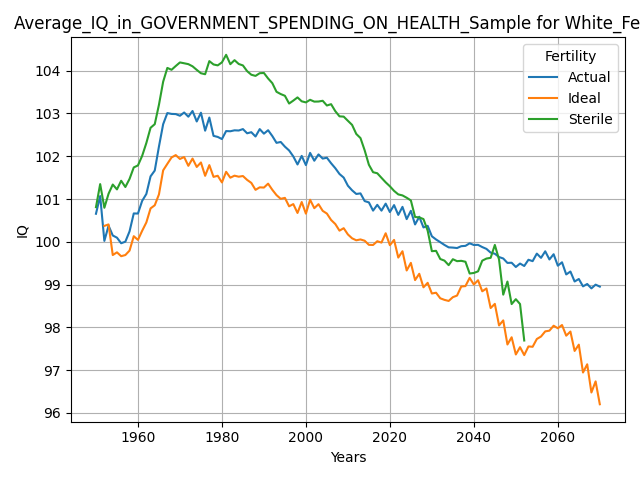 Average_IQ_in_GOVERNMENT_SPENDING_ON_HEALTH_Sample for White_Fe
Fertility
Actual
Ideal
Sterile
IQ
104
103
102
101
100
99
98
97
96
1960
1980
2000
2020
2040
2060
Years